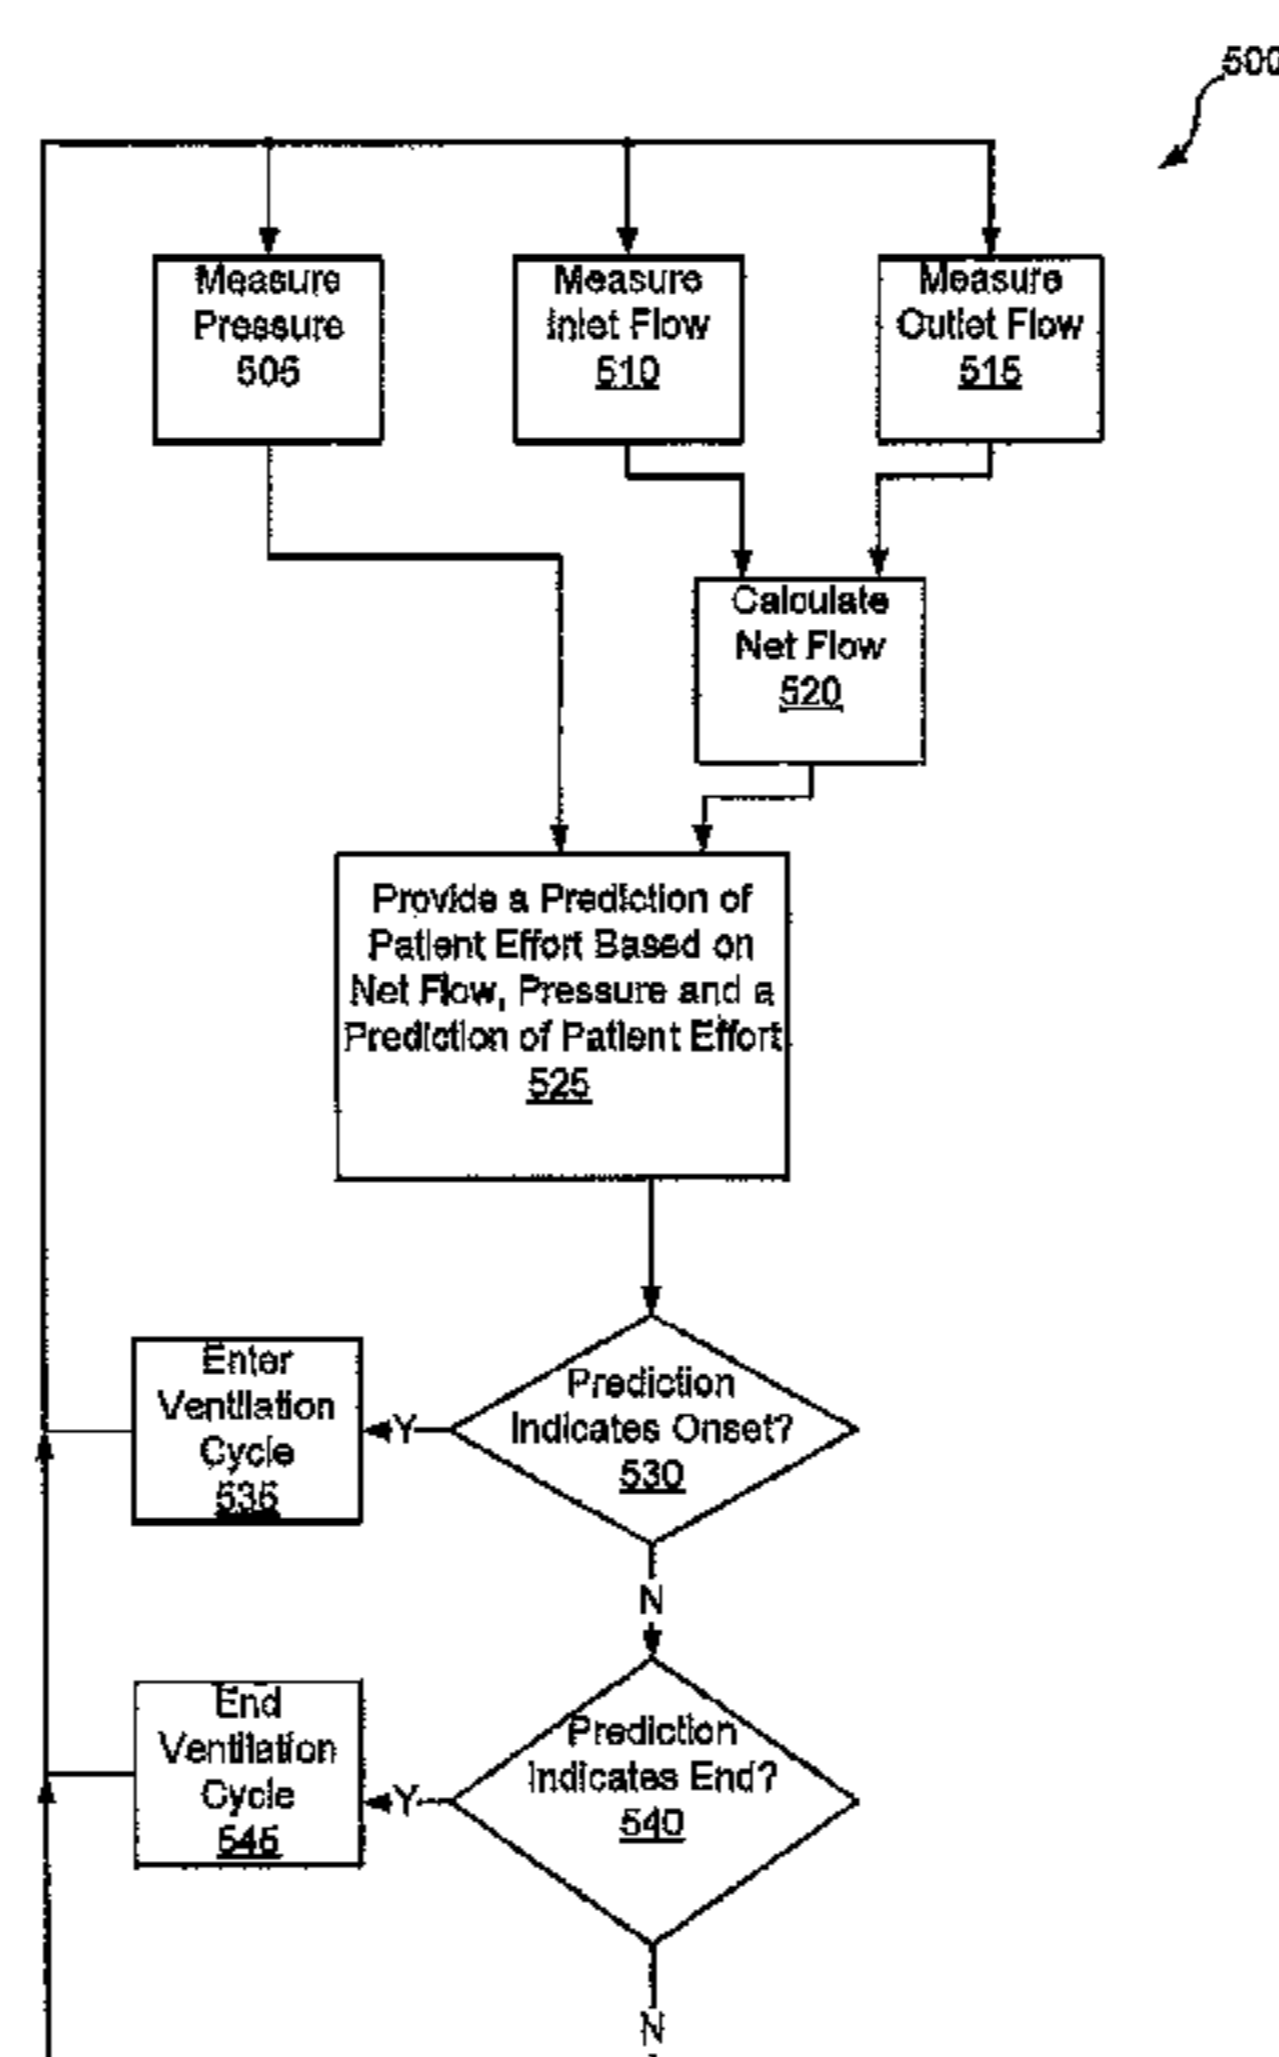 500
Measure
Pressure
505
Measure
Inlet Flow
510
Measure
Outlet Flow
515
Calculate
Net Flow
520
Provide a Prediction of
Patient Effort Based on
Net Flow, Pressure and a
Prediction of Patient Effort
525
Enter
Ventilation
Cycle
535
Y
Prediction
Indicates Onset?
530
N
End
Ventilation
Cycle
545
Y
Prediction
Indicates End?
540
N